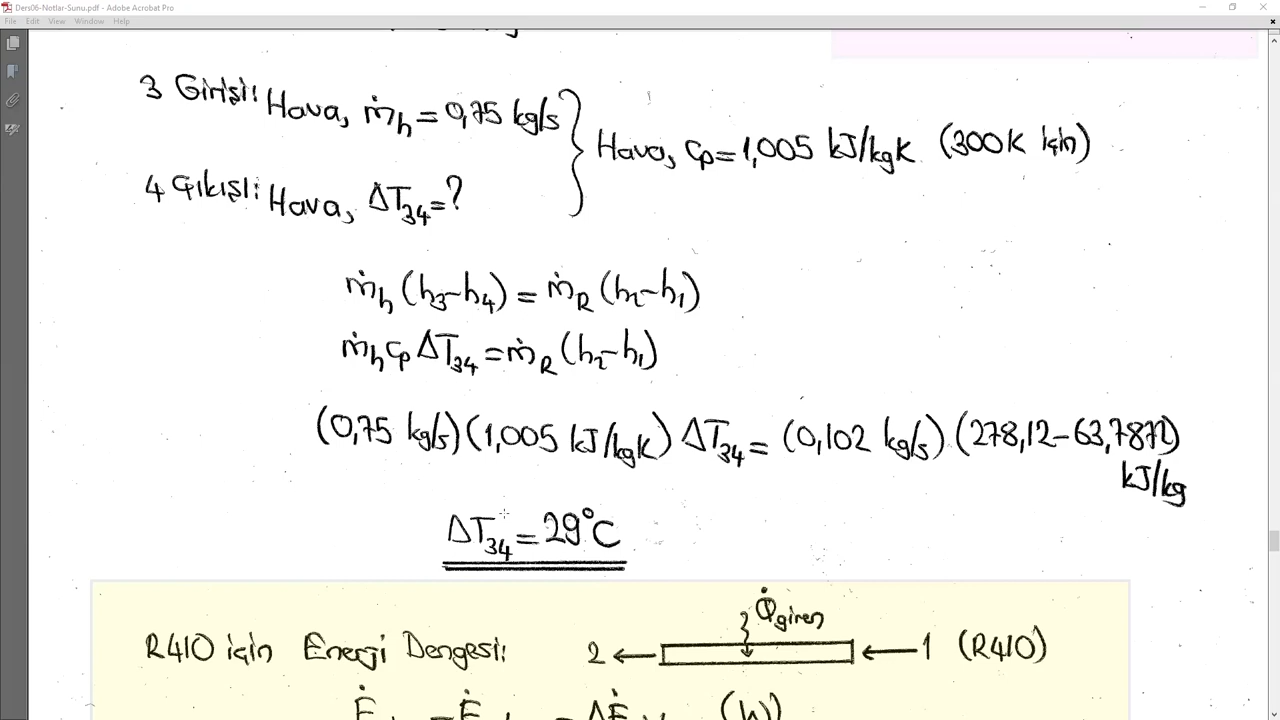 Ders06-Notlar-Sunu.pdf - Adobe Acrobat Pro
File Edit View Window Help
3 Girişi: Hava, ṁh = 0,75 kg/s
4 Çıkışı: Hava, ΔT34 = ?
Hava, cp = 1,005 kJ/kgK (300K için)
ṁh (h3-h4) = ṁR (h2-h1)
ṁh cp ΔT34 = ṁR (h2-h1)
(0,75 kg/s) (1,005 kJ/kgK) ΔT34 = (0,102 kg/s) (278,12-63,7872)
kJ/kg
ΔT34 = 29°C
Q̇giren
R410 için Enerji Dengesi: 2 1 (R410)